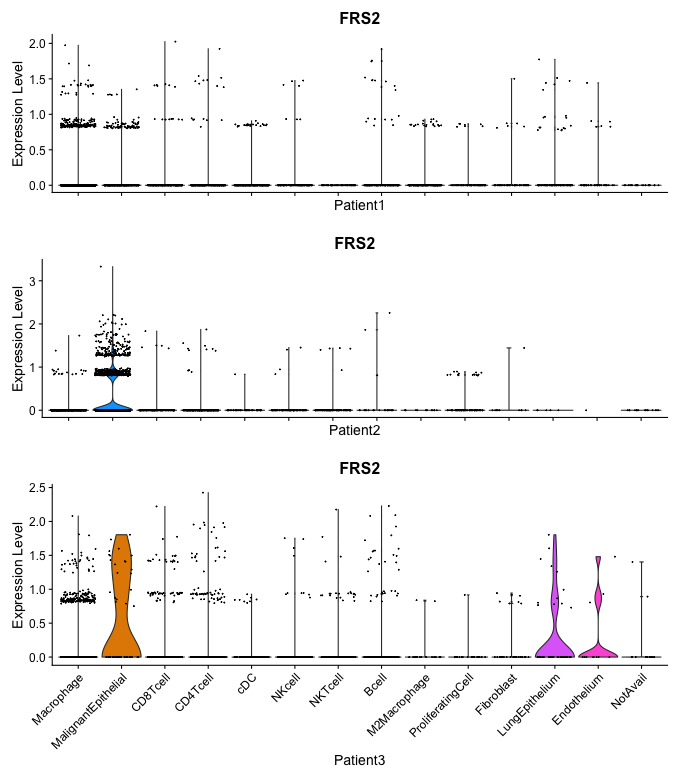 FRS2
Expression Level
2.0
1.5
1.0
0.5
0.0
Patient1
FRS2
Expression Level
3
2
1
0
Patient2
FRS2
Expression Level
2.5
2.0
1.5
1.0
0.5
0.0
Macrophage
MalignantEpithelial
CD8Tcell
CD4Tcell
cDC
NKcell
NKTcell
Bcell
M2Macrophage
ProliferatingCell
Fibroblast
LungEpithelium
Endothelium
NotAvail
Patient3